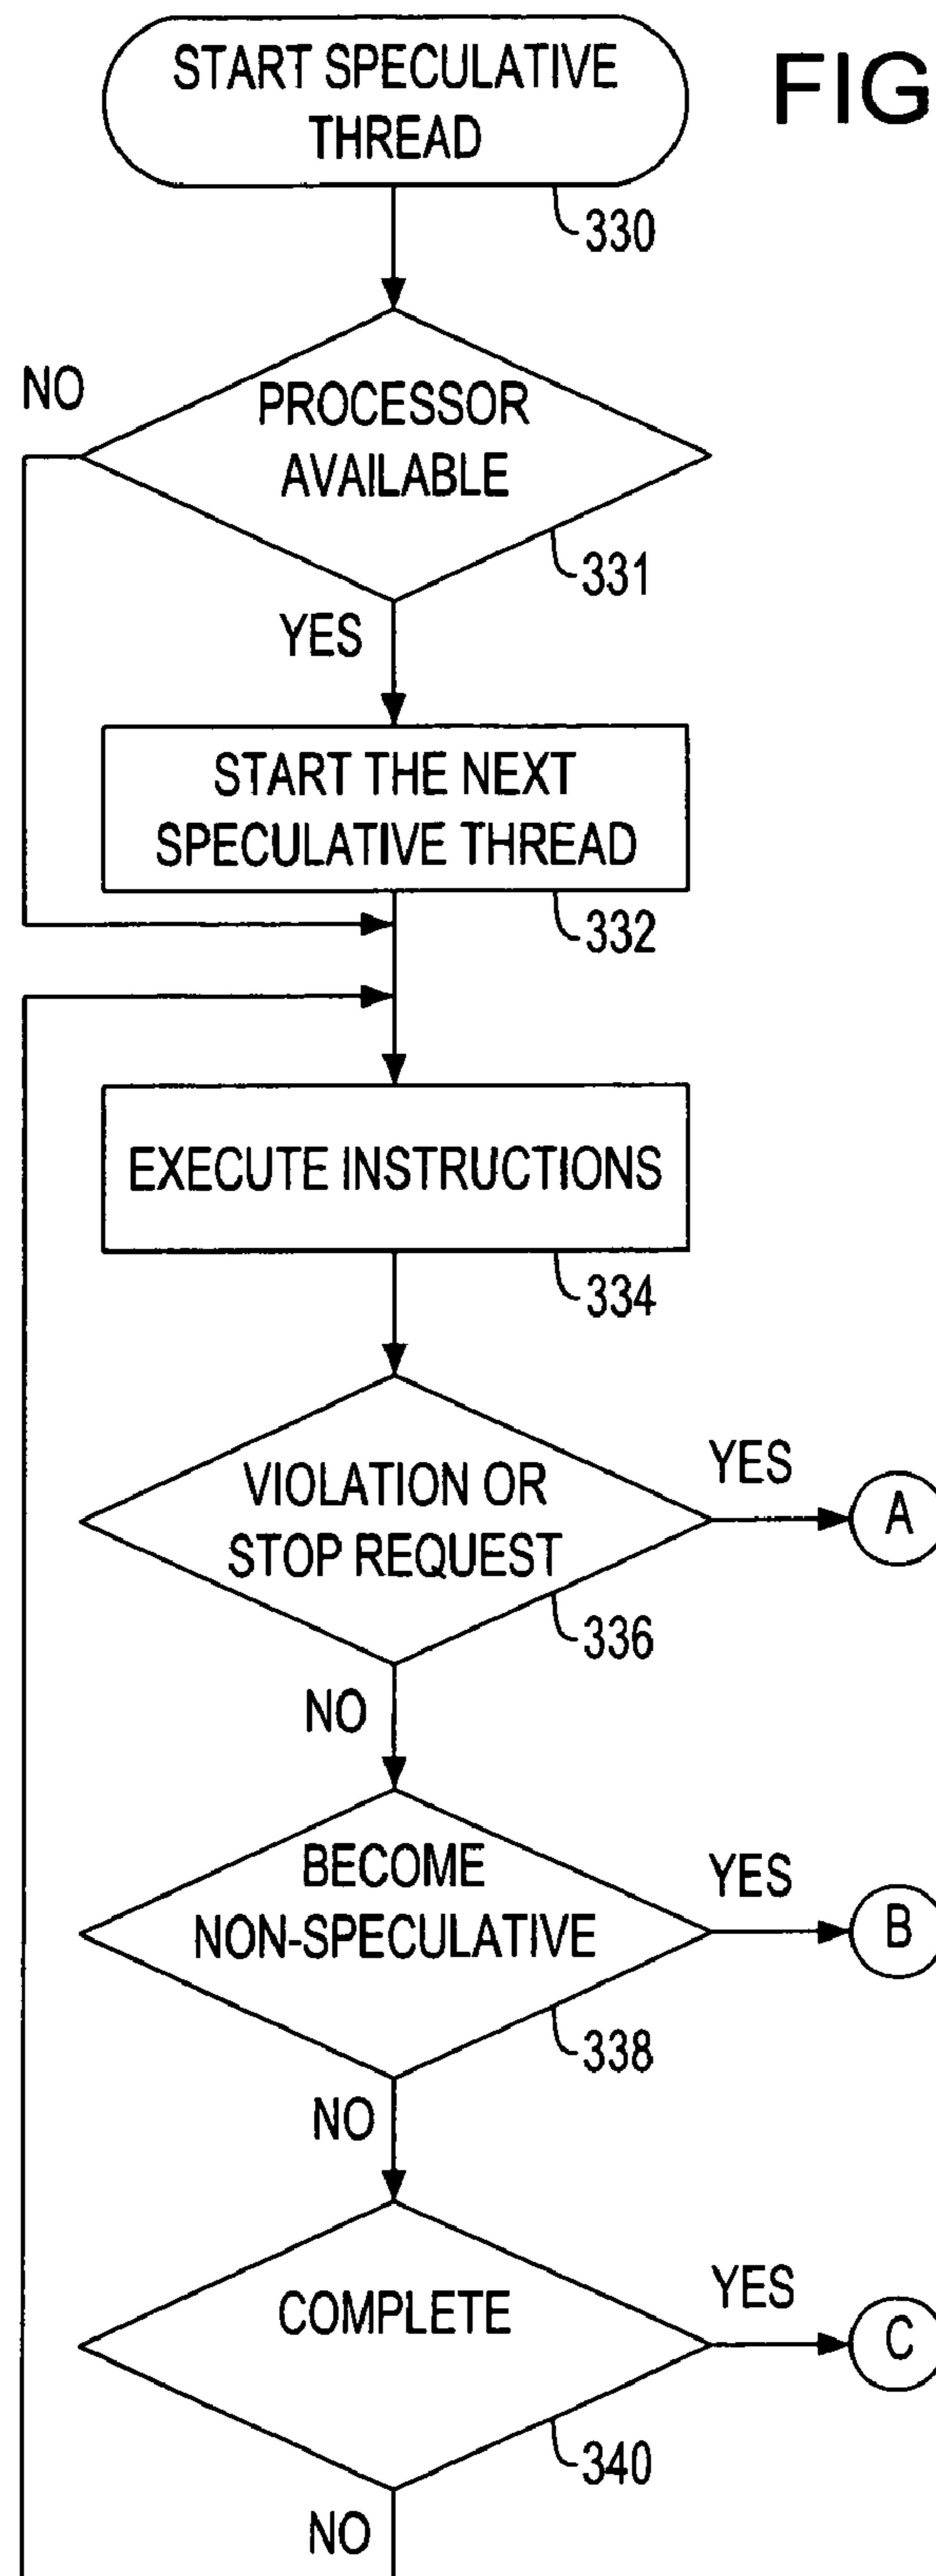 START SPECULATIVE
THREAD
FIG
330
NO
PROCESSOR
AVAILABLE
331
YES
START THE NEXT
SPECULATIVE THREAD
332
EXECUTE INSTRUCTIONS
334
VIOLATION OR
STOP REQUEST
YES
A
336
NO
BECOME
NON-SPECULATIVE
YES
B
338
NO
COMPLETE
YES
C
340
NO